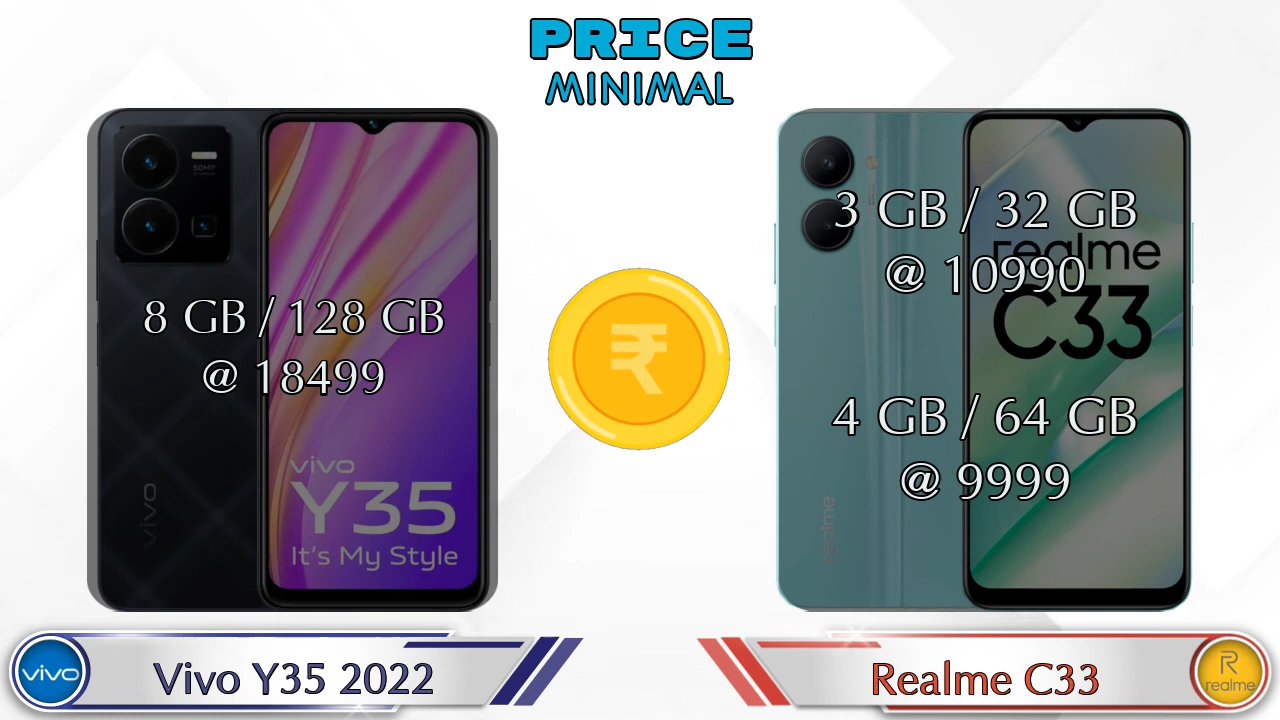 PRICE
MINIMAL
50MP
8 GB / 128 GB
@ 18499
vivo
vivo
Y35
It's My Style
3 GB / 32 GB
realme
@ 10990
C33
4 GB / 64 GB
@ 9999
realme
₹
vivo
Vivo Y35 2022
Realme C33
R
realme